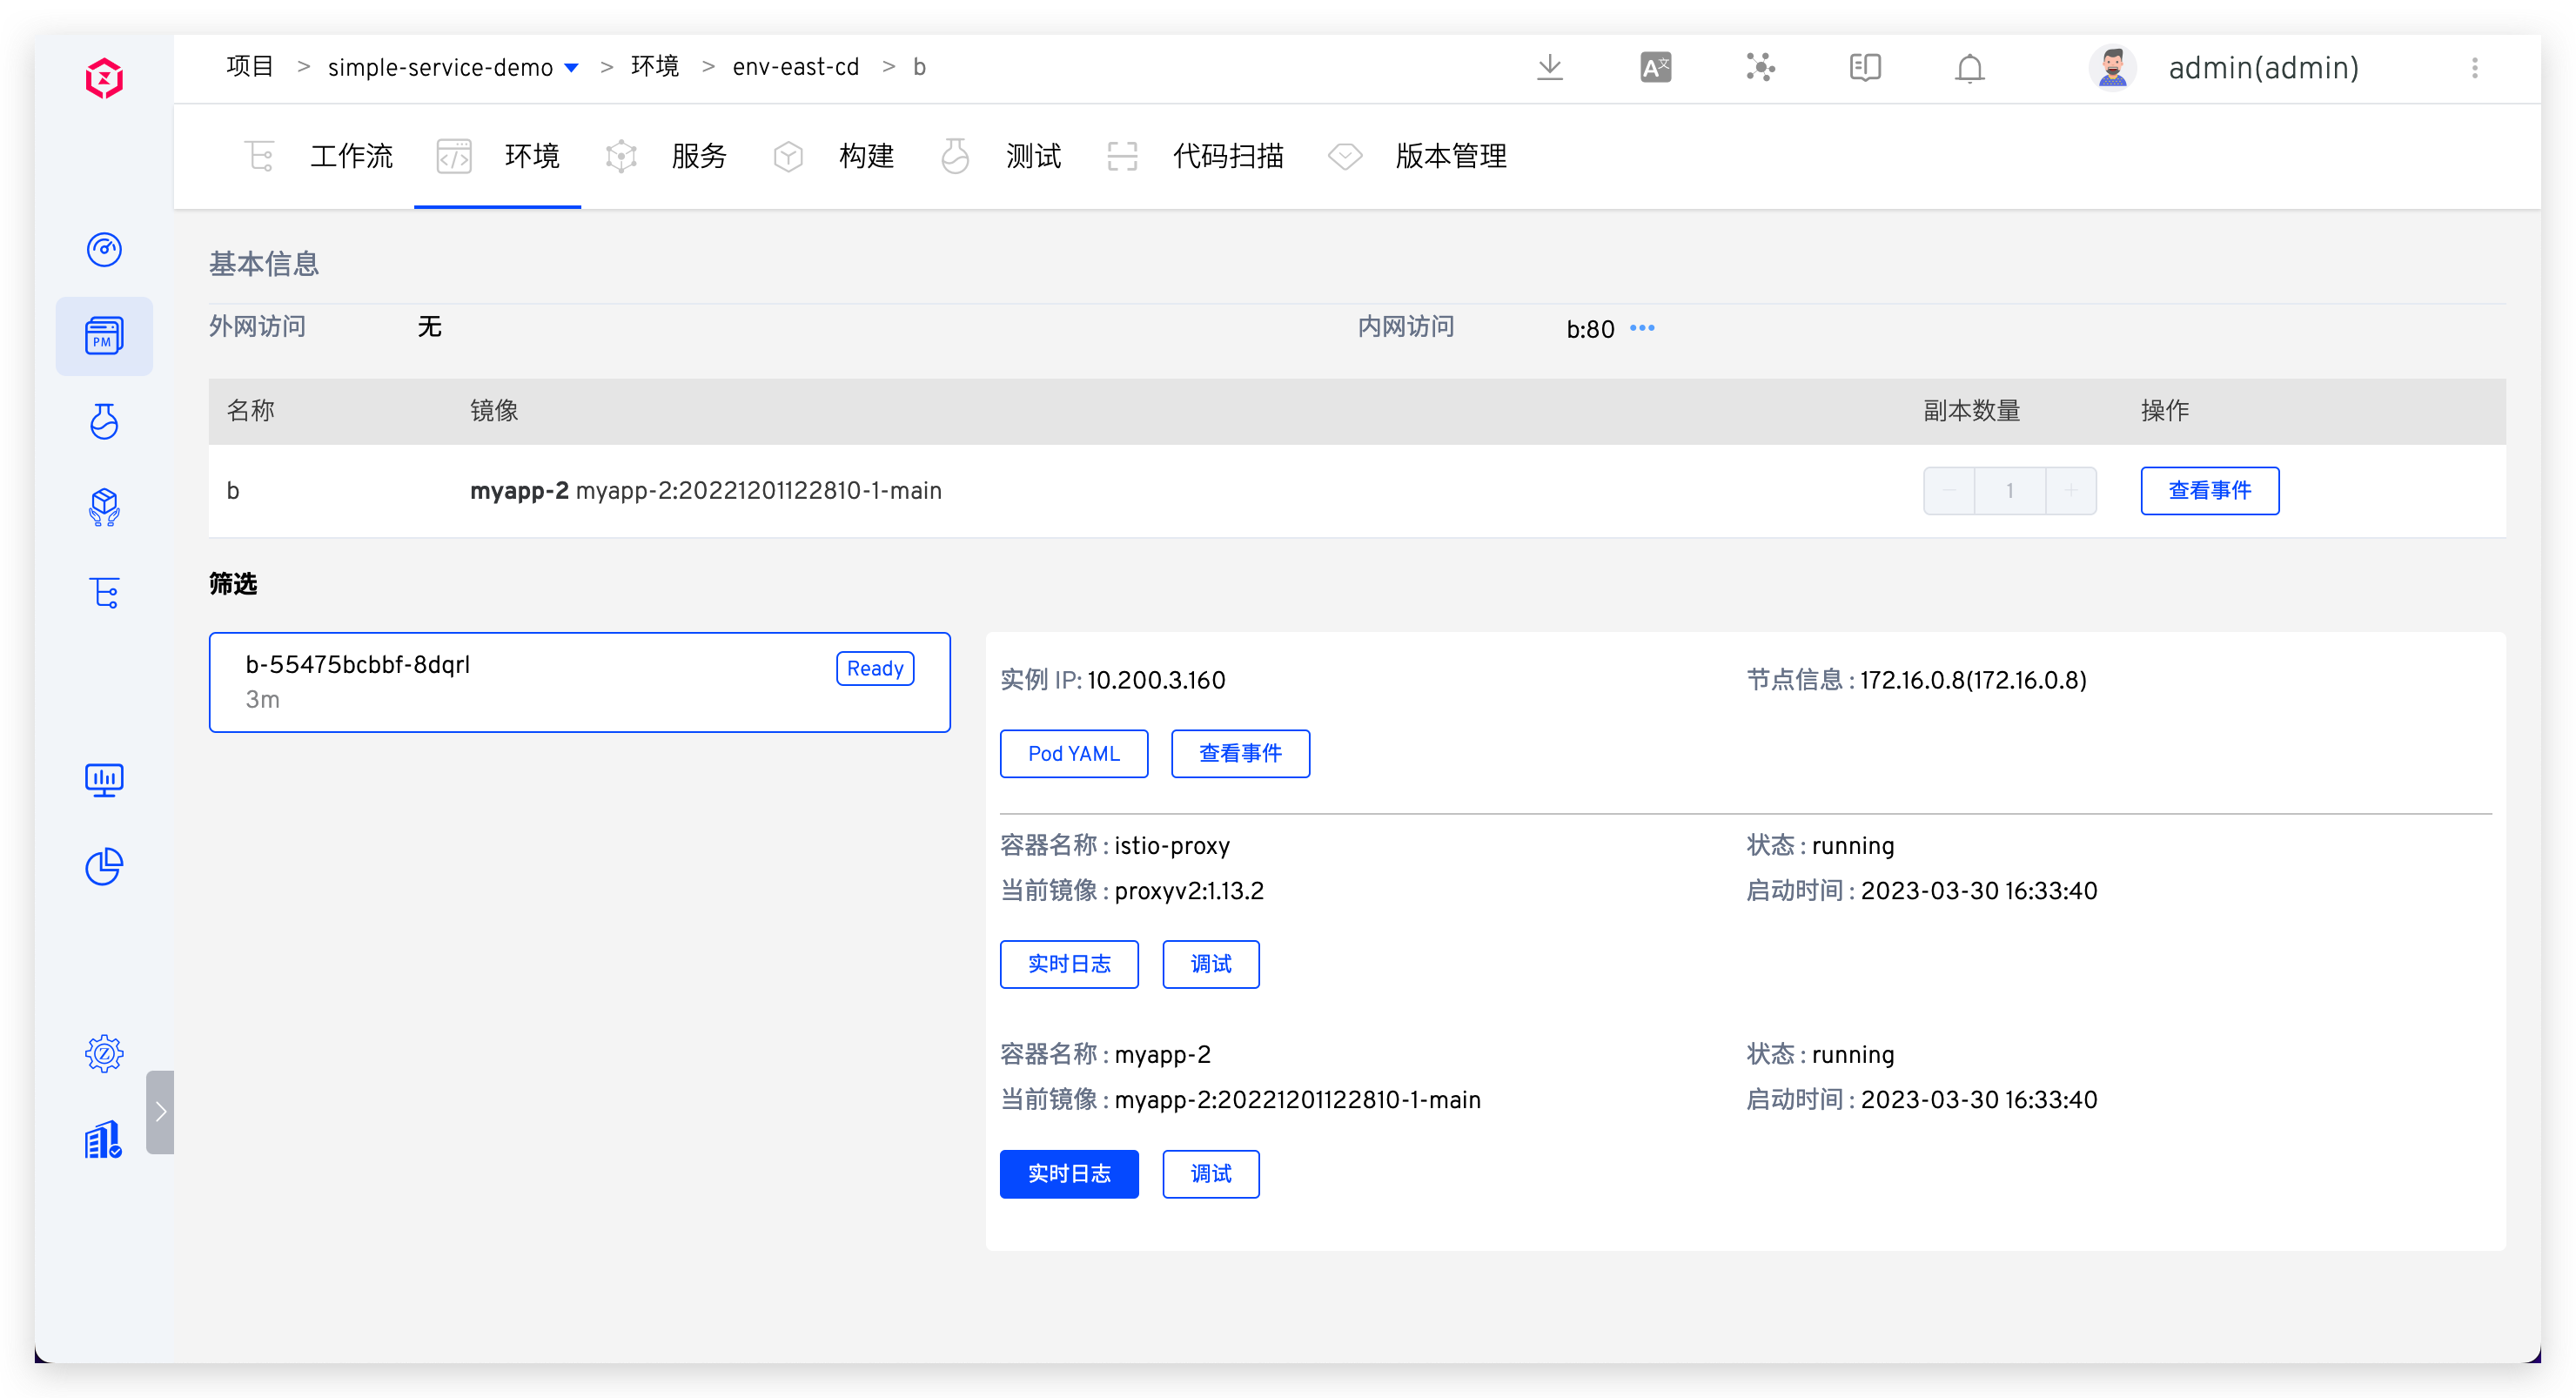 项目 > simple-service-demo > 环境 > env-east-cd > b
admin(admin)
工作流 环境 服务 构建 测试 代码扫描 版本管理
PM
基本信息
外网访问 无 内网访问 b:80
名称 镜像 副本数量 操作
b myapp-2 myapp-2:20221201122810-1-main 1 查看事件
筛选
b-55475bcbbf-8dqrl Ready
3m
实例 IP: 10.200.3.160 节点信息 : 172.16.0.8(172.16.0.8)
Pod YAML 查看事件
容器名称 : istio-proxy 状态 : running
当前镜像 : proxyv2:1.13.2 启动时间 : 2023-03-30 16:33:40
实时日志 调试
容器名称 : myapp-2 状态 : running
当前镜像 : myapp-2:20221201122810-1-main 启动时间 : 2023-03-30 16:33:40
实时日志 调试